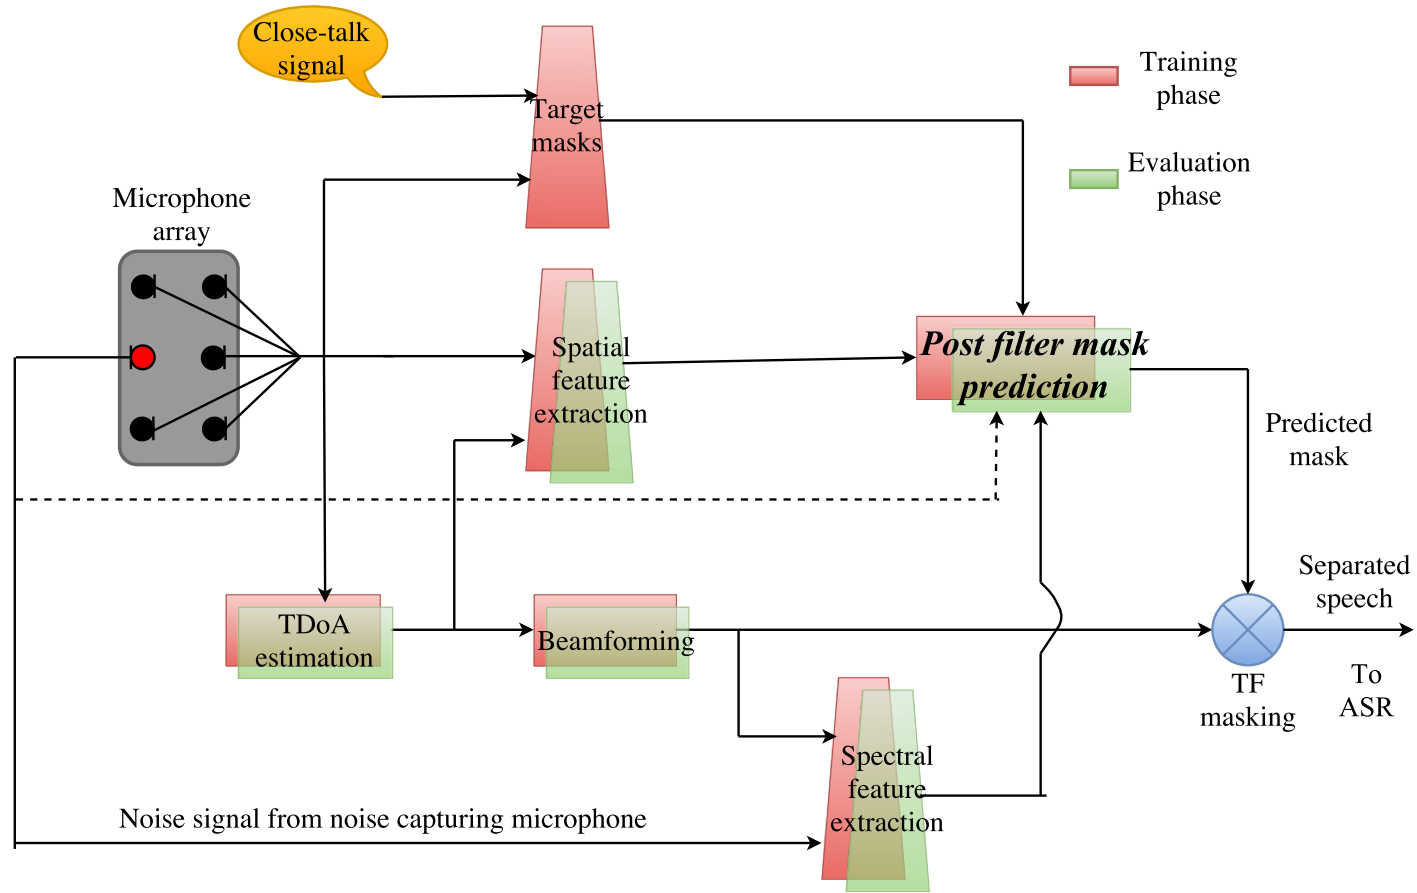 Close-talk
signal
Target
masks
Training
phase
Evaluation
phase
Microphone
array
Spatial
feature
extraction
Post filter mask
prediction
Predicted
mask
TDoA
estimation
Beamforming
Separated
speech
TF
masking
To
ASR
Spectral
feature
extraction
Noise signal from noise capturing microphone